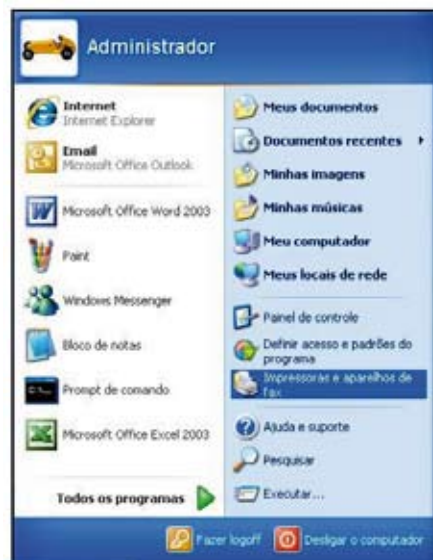 Administrador
Internet
Internet Explorer
Email
Microsoft Office Outlook
Microsoft Office Word 2003
Paint
Windows Messenger
Bloco de notas
Prompt de comando
Microsoft Office Excel 2003
Todos os programas
Meus documentos
Documentos recentes
Minhas imagens
Minhas músicas
Meu computador
Meus locais de rede
Painel de controle
Definir acesso e padrões do
programa
Impressoras e aparelhos de
fax
Ajuda e suporte
Pesquisar
Executar...
Fazer logoff
Desligar o computador